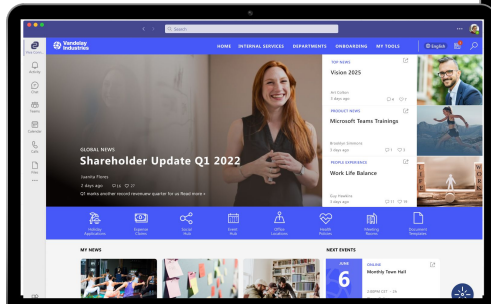 Search
Vandelay
Industries
HOME
INTERNAL SERVICES
DEPARTMENTS
ONBOARDING
MY TOOLS
English
Activity
Chat
Teams
Calendar
Calls
Files
TOP NEWS
Vision 2025
3 days ago
PRODUCT NEWS
Microsoft Teams Trainings
3 days ago
PEOPLE EXPERIENCE
Work Life Balance
3 days ago
GLOBAL NEWS
Shareholder Update Q1 2022
Juanita Flores
2 days ago
Q1 marks another record revenue quarter for us Read more »
Holiday
Applications
Expense
Claims
Social
Hub
Event
Hub
Office
Locations
Health
Policies
Meeting
Rooms
Document
Templates
MY NEWS
NEXT EVENTS
JUNE
6
ONLINE
Monthly Town Hall